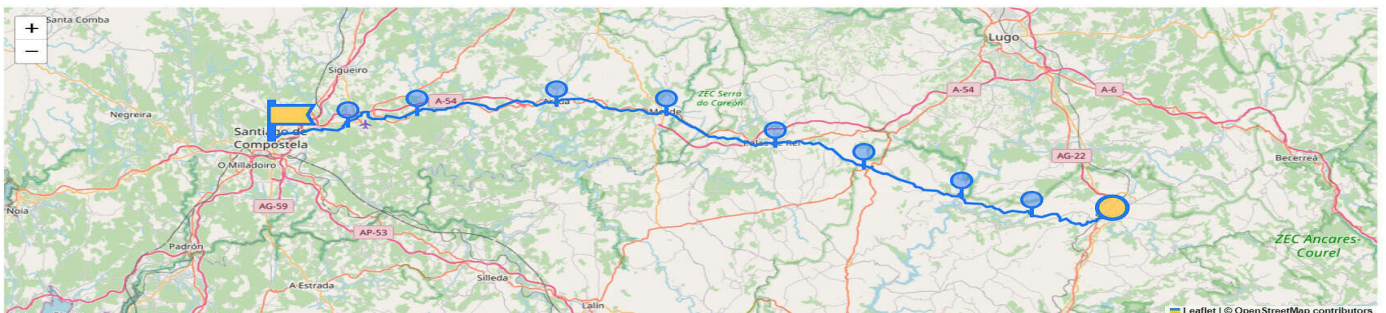 +
−
Santa Comba
Lugo
Sigueiro
ZEC Serra
do Careón
A-54
A-54
A-6
Negreira
Santiago de
Compostela
O Milladoiro
AG-22
Becerreá
AG-59
Noia
AP-53
Padrón
ZEC Ancares-
Courel
Silleda
A Estrada
Lalín
Leaflet | © OpenStreetMap contributors